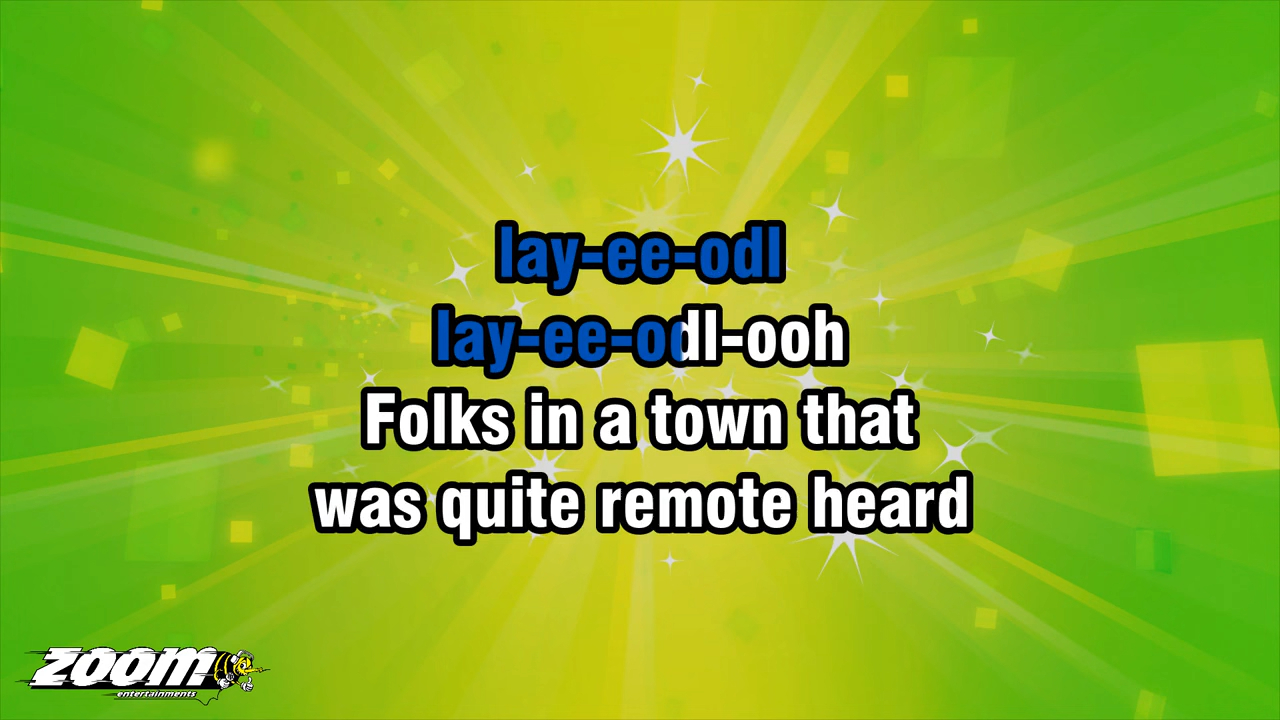 lay-ee-odl
lay-ee-odl-ooh
Folks in a town that
was quite remote heard
zoom
entertainments